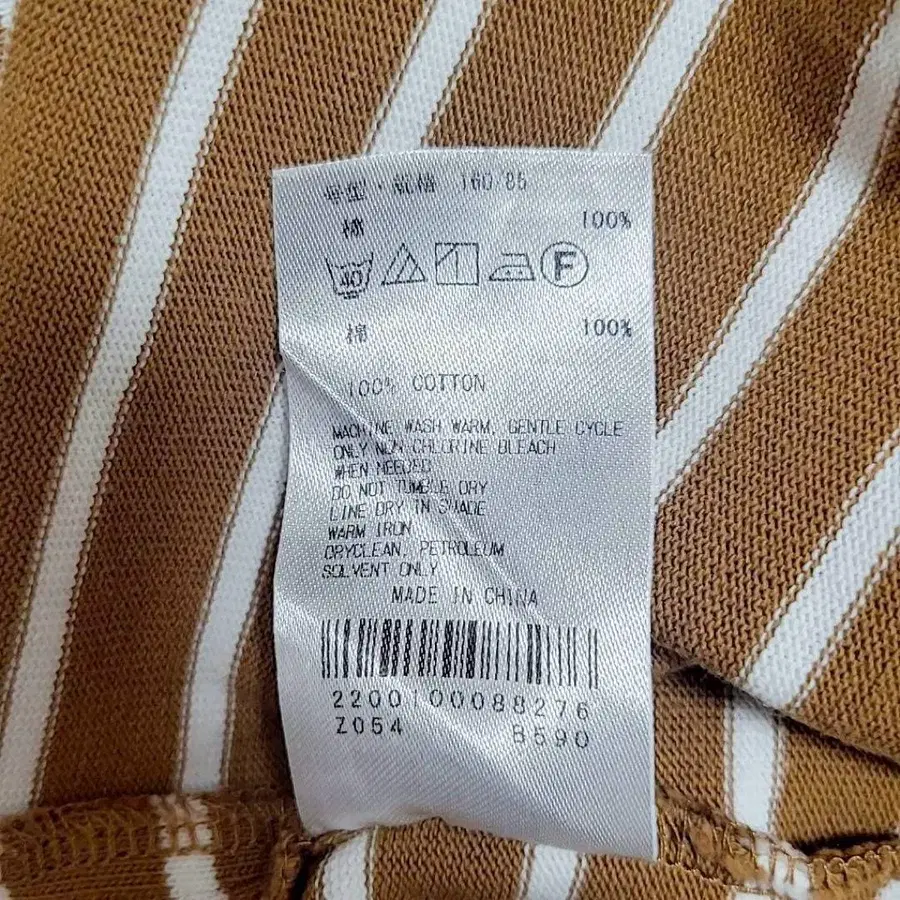 号型·规格 160/85
棉 100%
40 F
棉 100%
100% COTTON
MACHINE WASH WARM, GENTLE CYCLE
ONLY NON CHLORINE BLEACH
WHEN NEEDED
DO NOT TUMBLE DRY
LINE DRY IN SHADE
WARM IRON
DRYCLEAN, PETROLEUM
SOLVENT ONLY
MADE IN CHINA
2200100088276
Z054 B590